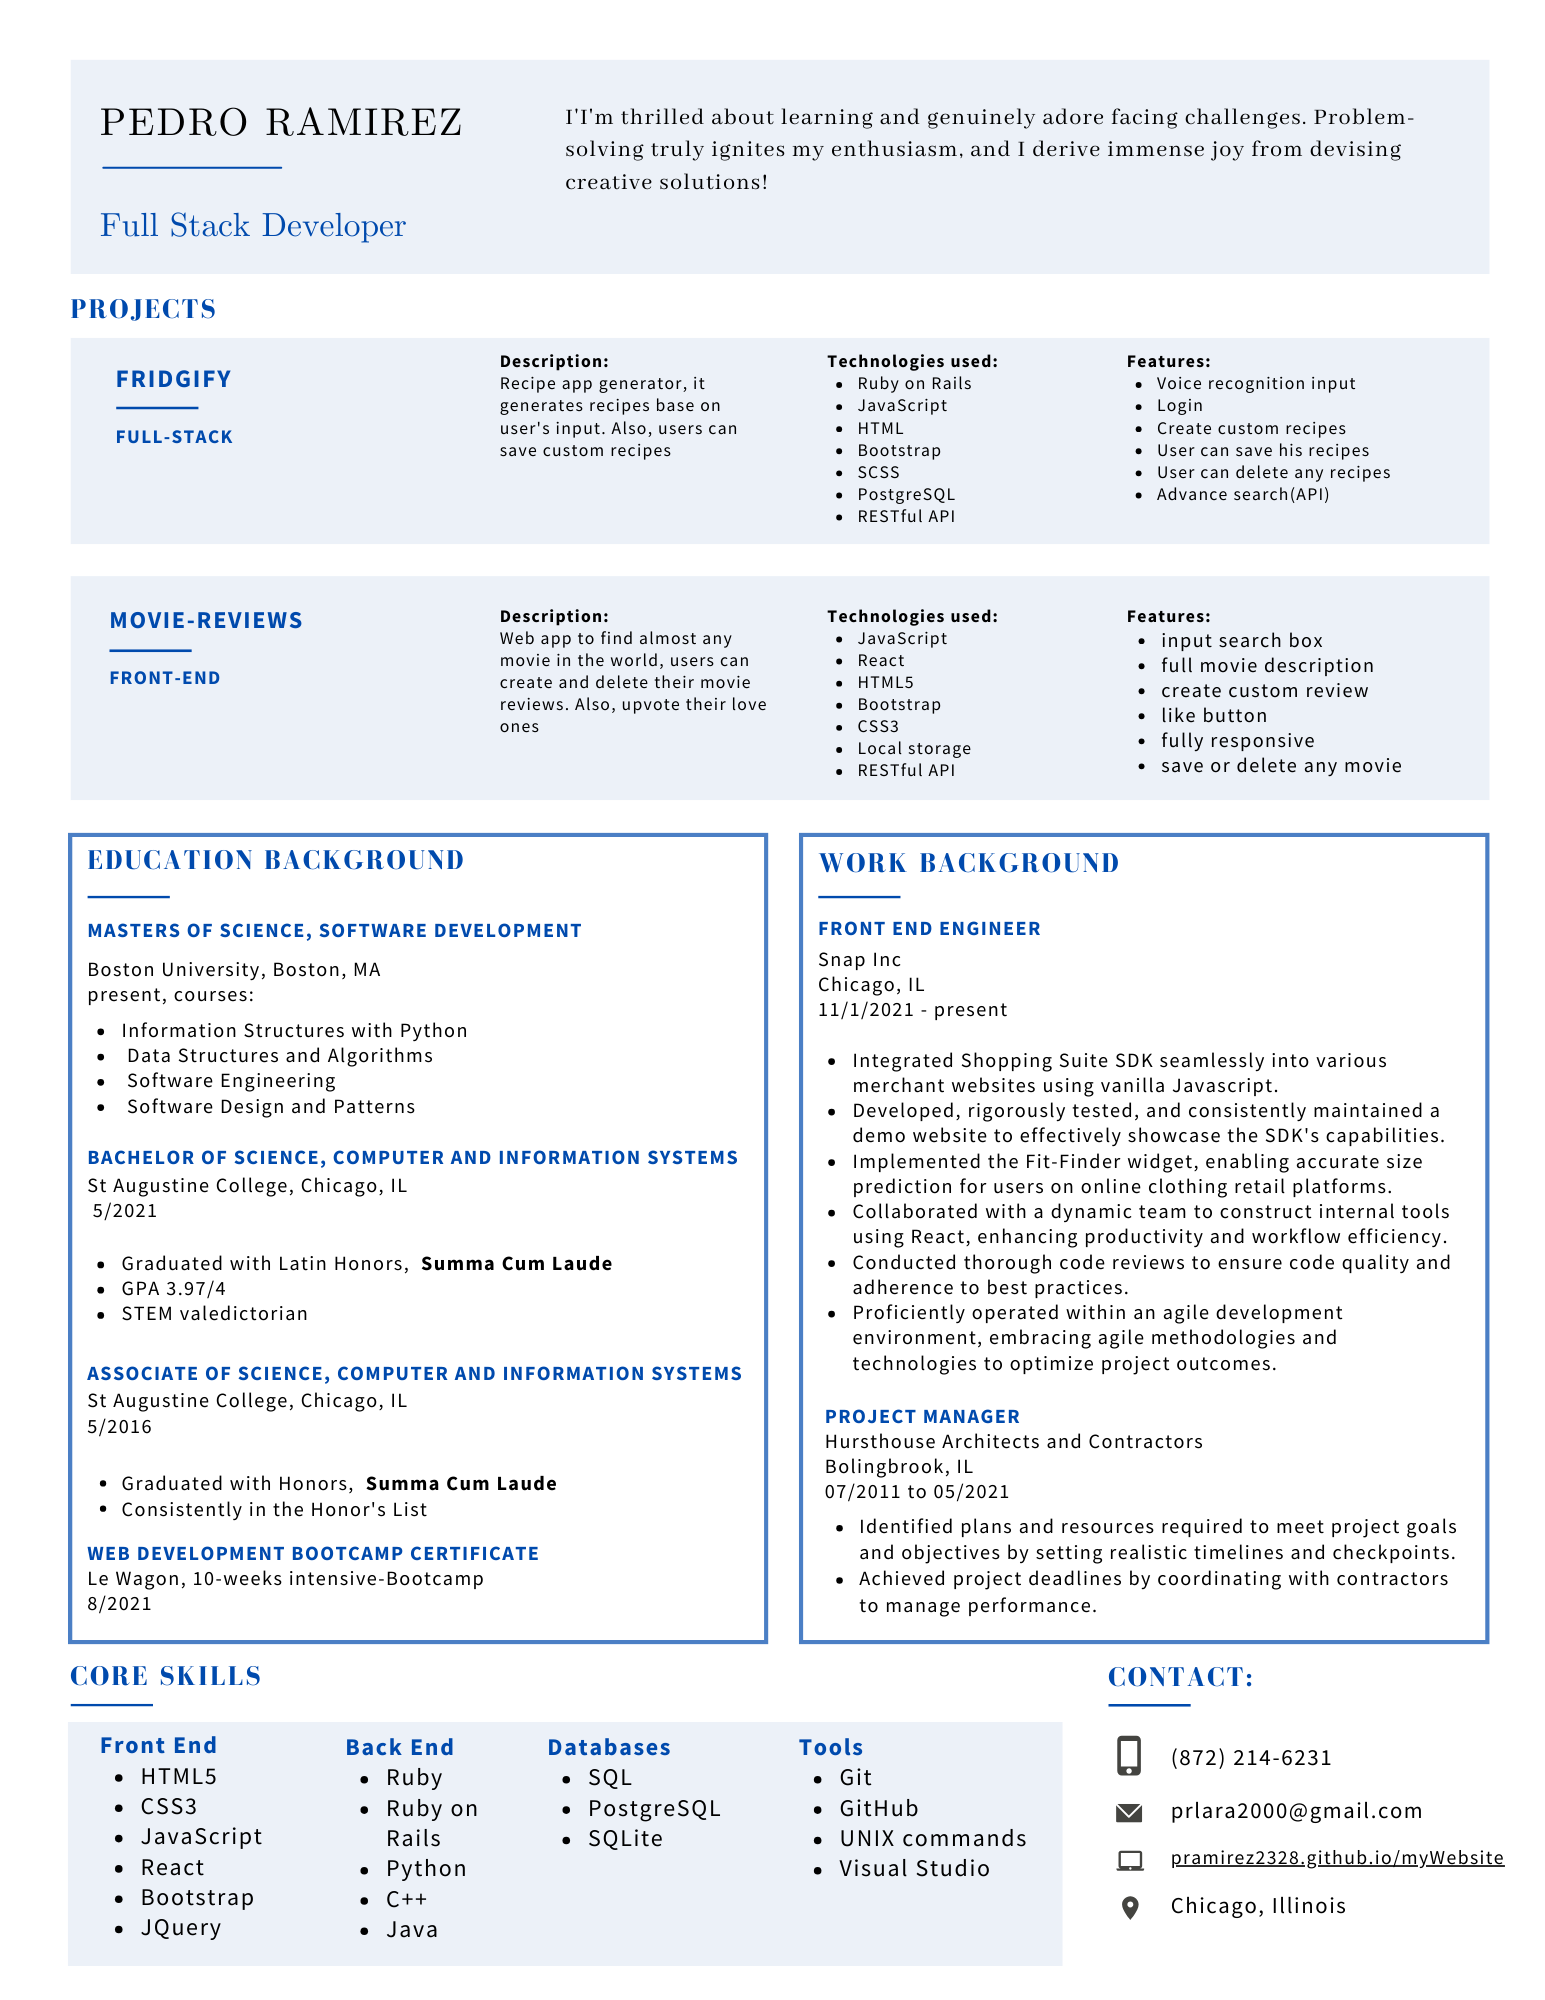 PEDRO RAMIREZ
Full Stack Developer
I'I'm thrilled about learning and genuinely adore facing challenges. Problem-
solving truly ignites my enthusiasm, and I derive immense joy from devising
creative solutions!
PROJECTS
FRIDGIFY
FULL-STACK
Description:
Recipe app generator, it
generates recipes base on
user's input. Also, users can
save custom recipes
Technologies used:
• Ruby on Rails
• JavaScript
• HTML
• Bootstrap
• SCSS
• PostgreSQL
• RESTful API
Features:
• Voice recognition input
• Login
• Create custom recipes
• User can save his recipes
• User can delete any recipes
• Advance search(API)
MOVIE-REVIEWS
FRONT-END
Description:
Web app to find almost any
movie in the world, users can
create and delete their movie
reviews. Also, upvote their love
ones
Technologies used:
• JavaScript
• React
• HTML5
• Bootstrap
• CSS3
• Local storage
• RESTful API
Features:
• input search box
• full movie description
• create custom review
• like button
• fully responsive
• save or delete any movie
EDUCATION BACKGROUND
MASTERS OF SCIENCE, SOFTWARE DEVELOPMENT
Boston University, Boston, MA
present, courses:
• Information Structures with Python
• Data Structures and Algorithms
• Software Engineering
• Software Design and Patterns
BACHELOR OF SCIENCE, COMPUTER AND INFORMATION SYSTEMS
St Augustine College, Chicago, IL
5/2021
• Graduated with Latin Honors, Summa Cum Laude
• GPA 3.97/4
• STEM valedictorian
ASSOCIATE OF SCIENCE, COMPUTER AND INFORMATION SYSTEMS
St Augustine College, Chicago, IL
5/2016
• Graduated with Honors, Summa Cum Laude
• Consistently in the Honor's List
WEB DEVELOPMENT BOOTCAMP CERTIFICATE
Le Wagon, 10-weeks intensive-Bootcamp
8/2021
WORK BACKGROUND
FRONT END ENGINEER
Snap Inc
Chicago, IL
11/1/2021 - present
• Integrated Shopping Suite SDK seamlessly into various
merchant websites using vanilla Javascript.
• Developed, rigorously tested, and consistently maintained a
demo website to effectively showcase the SDK's capabilities.
• Implemented the Fit-Finder widget, enabling accurate size
prediction for users on online clothing retail platforms.
• Collaborated with a dynamic team to construct internal tools
using React, enhancing productivity and workflow efficiency.
• Conducted thorough code reviews to ensure code quality and
adherence to best practices.
• Proficiently operated within an agile development
environment, embracing agile methodologies and
technologies to optimize project outcomes.
PROJECT MANAGER
Hursthouse Architects and Contractors
Bolingbrook, IL
07/2011 to 05/2021
• Identified plans and resources required to meet project goals
and objectives by setting realistic timelines and checkpoints.
• Achieved project deadlines by coordinating with contractors
to manage performance.
CORE SKILLS
Front End
• HTML5
• CSS3
• JavaScript
• React
• Bootstrap
• JQuery
Back End
• Ruby
• Ruby on
Rails
• Python
• C++
• Java
Databases
• SQL
• PostgreSQL
• SQLite
Tools
• Git
• GitHub
• UNIX commands
• Visual Studio
CONTACT:
(872) 214-6231
prlara2000@gmail.com
pramirez2328.github.io/myWebsite
Chicago, Illinois